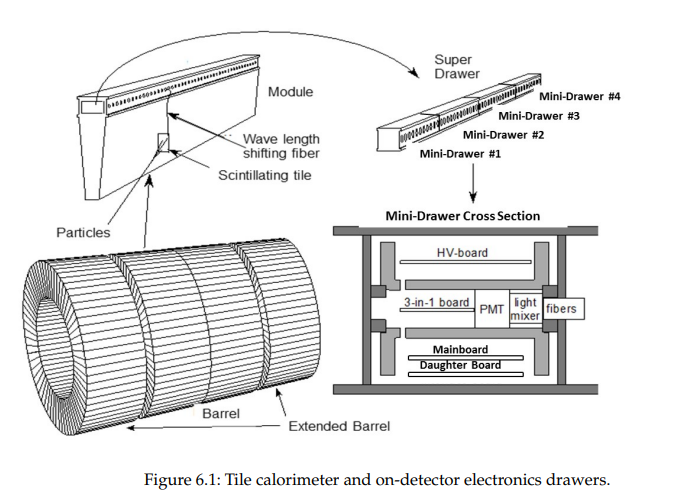 Super
Drawer
Module
Mini-Drawer #4
Mini-Drawer #3
Mini-Drawer #2
Mini-Drawer #1
Wave length
shifting fiber
Scintillating tile
Particles
Mini-Drawer Cross Section
HV-board
3-in-1 board
PMT
light
mixer
fibers
Mainboard
Daughter Board
Barrel
Extended Barrel
Figure 6.1: Tile calorimeter and on-detector electronics drawers.